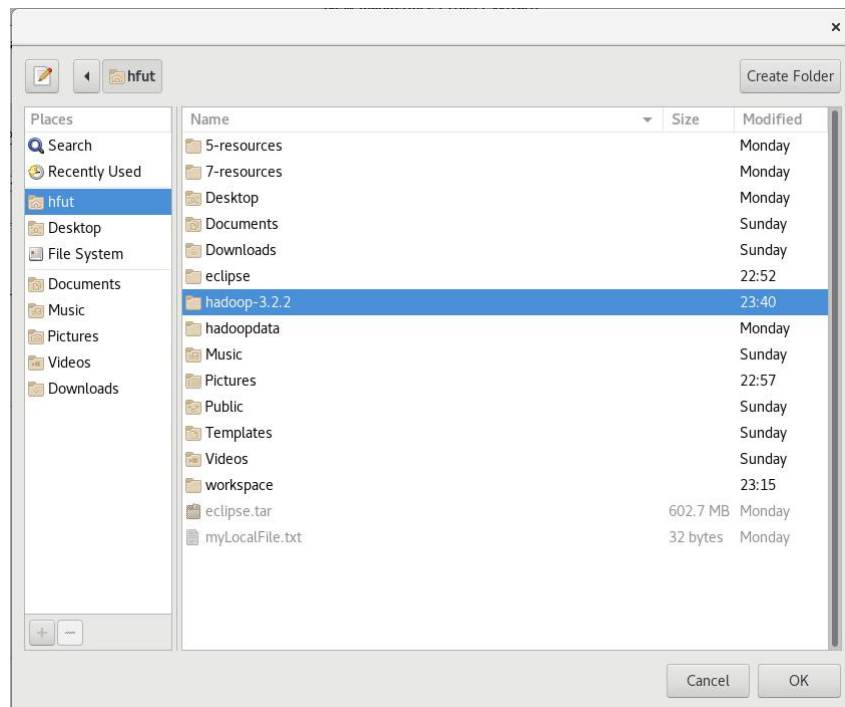 hfut
Create Folder
Places
Search
Recently Used
hfut
Desktop
File System
Documents
Music
Pictures
Videos
Downloads
Name Size Modified
5-resources Monday
7-resources Monday
Desktop Monday
Documents Sunday
Downloads Sunday
eclipse 22:52
hadoop-3.2.2 23:40
hadoopdata Monday
Music Sunday
Pictures 22:57
Public Sunday
Templates Sunday
Videos Sunday
workspace 23:15
eclipse.tar 602.7 MB Monday
myLocalFile.txt 32 bytes Monday
Cancel OK